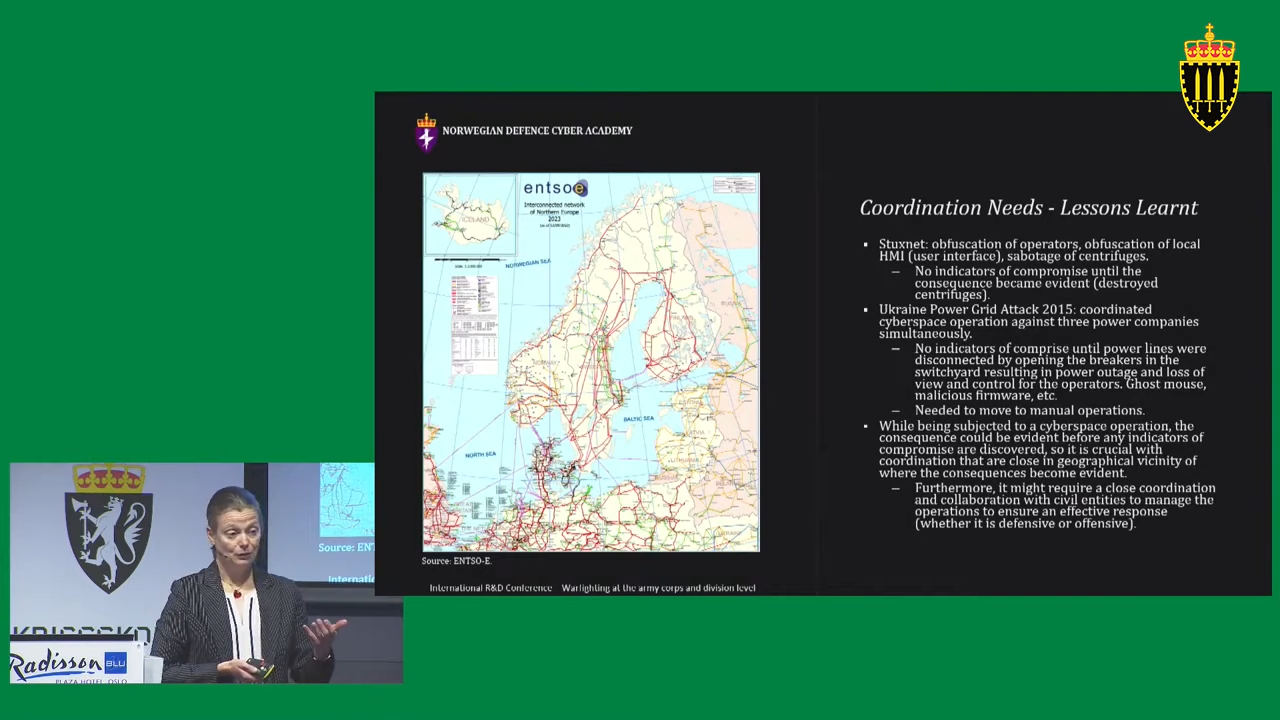 NORWEGIAN DEFENCE CYBER ACADEMY
entsoe
Interconnected network
of Northern Europe
2023
ICELAND
NORWEGIAN SEA
NORWAY
FINLAND
BALTIC SEA
LATVIA
LITHUANIA
NORTH SEA
Source: ENTSO-E.
International R&D Conference Warfighting at the army corps and division level
Coordination Needs - Lessons Learnt
▪ Stuxnet: obfuscation of operators, obfuscation of local
HMI (user interface), sabotage of centrifuges.
– No indicators of compromise until the
consequence became evident (destroyed
centrifuges).
▪ Ukraine Power Grid Attack 2015: coordinated
cyberspace operation against three power companies
simultaneously.
– No indicators of comprise until power lines were
disconnected by opening the breakers in the
switchyard resulting in power outage and loss of
view and control for the operators. Ghost mouse,
malicious firmware, etc.
– Needed to move to manual operations.
▪ While being subjected to a cyberspace operation, the
consequence could be evident before any indicators of
compromise are discovered, so it is crucial with
coordination that are close in geographical vicinity of
where the consequences become evident.
– Furthermore, it might require a close coordination
and collaboration with civil entities to manage the
operations to ensure an effective response
(whether it is defensive or offensive).
Source: ENT
Internatio
Radisson BLU
PLAZA HOTEL, OSLO